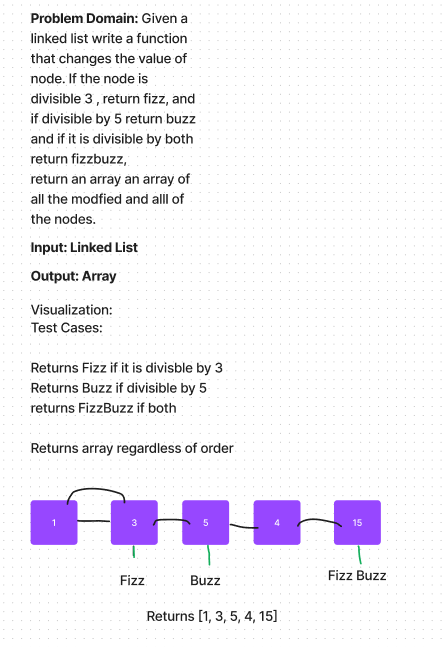 Problem Domain: Given a
linked list write a function
that changes the value of
node. If the node is
divisible 3 , return fizz, and
if divisible by 5 return buzz
and if it is divisible by both
return fizzbuzz,
return an array an array of
all the modfied and alll of
the nodes.
Input: Linked List
Output: Array
Visualization:
Test Cases:
Returns Fizz if it is divisble by 3
Returns Buzz if divisible by 5
returns FizzBuzz if both
Returns array regardless of order
1 3 5 4 15
Fizz Buzz Fizz Buzz
Returns [1, 3, 5, 4, 15]